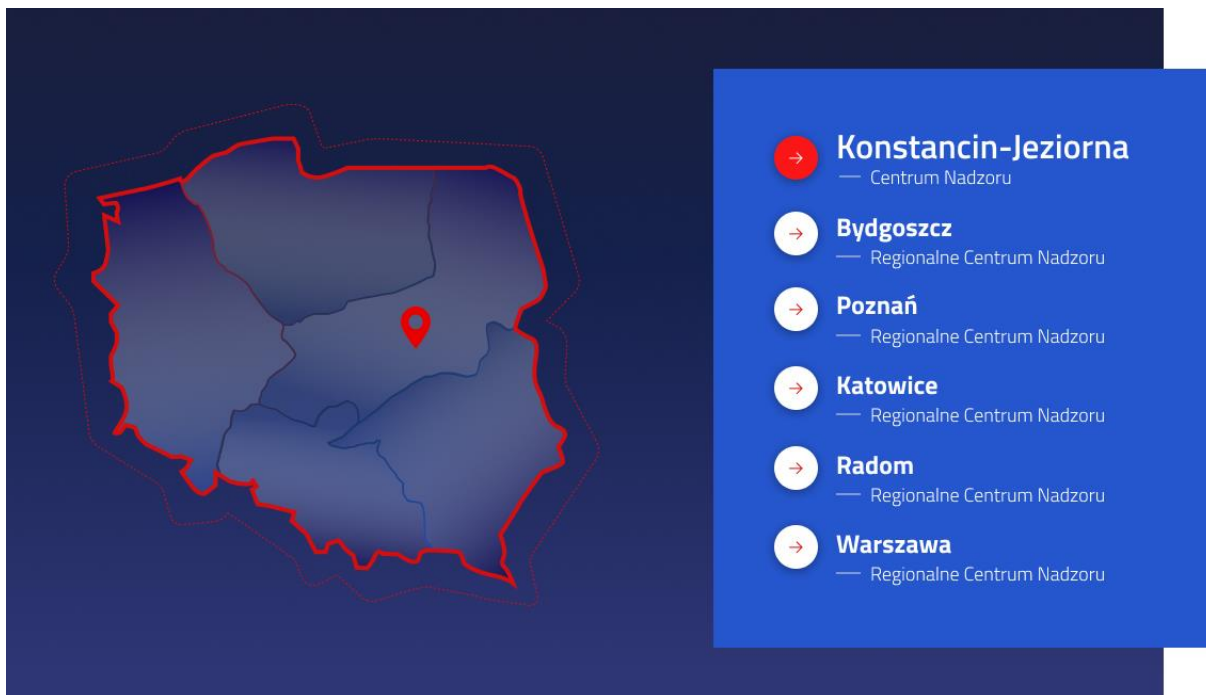 Konstancin-Jeziorna
— Centrum Nadzoru
Bydgoszcz
— Regionalne Centrum Nadzoru
Poznań
— Regionalne Centrum Nadzoru
Katowice
— Regionalne Centrum Nadzoru
Radom
— Regionalne Centrum Nadzoru
Warszawa
— Regionalne Centrum Nadzoru